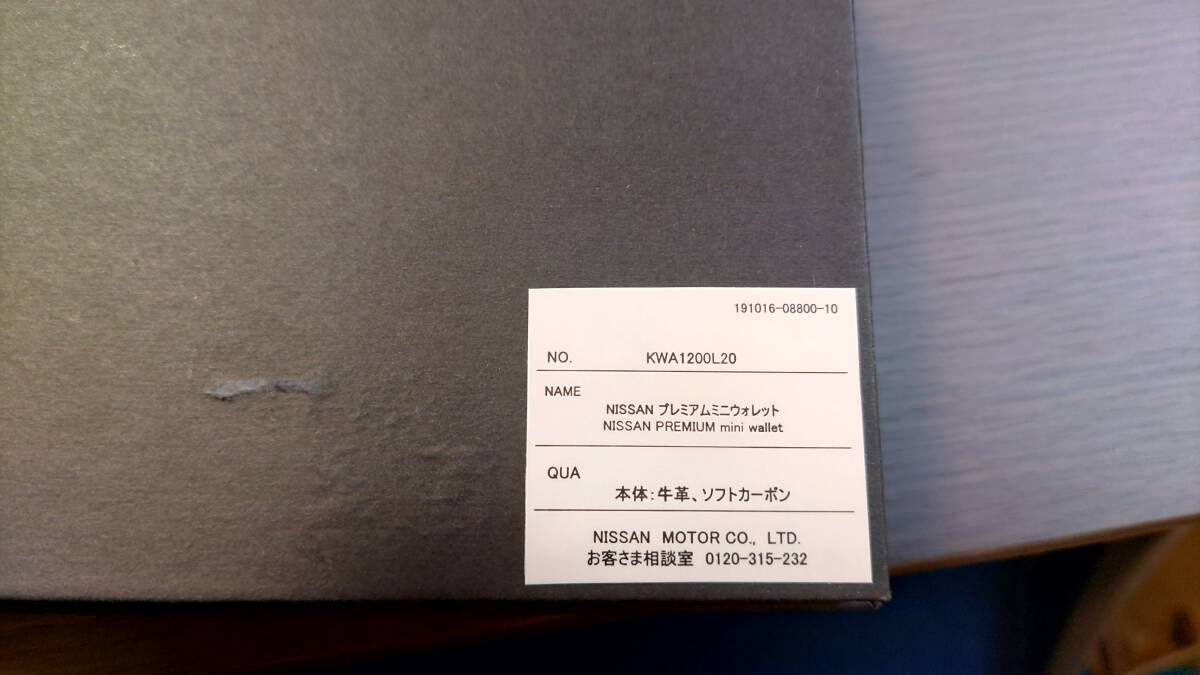 191016-08800-10
NO. KWA1200L20
NAME
NISSAN プレミアムミニウォレット
NISSAN PREMIUM mini wallet
QUA
本体：牛革、ソフトカーボン
NISSAN MOTOR CO., LTD.
お客さま相談室 0120-315-232